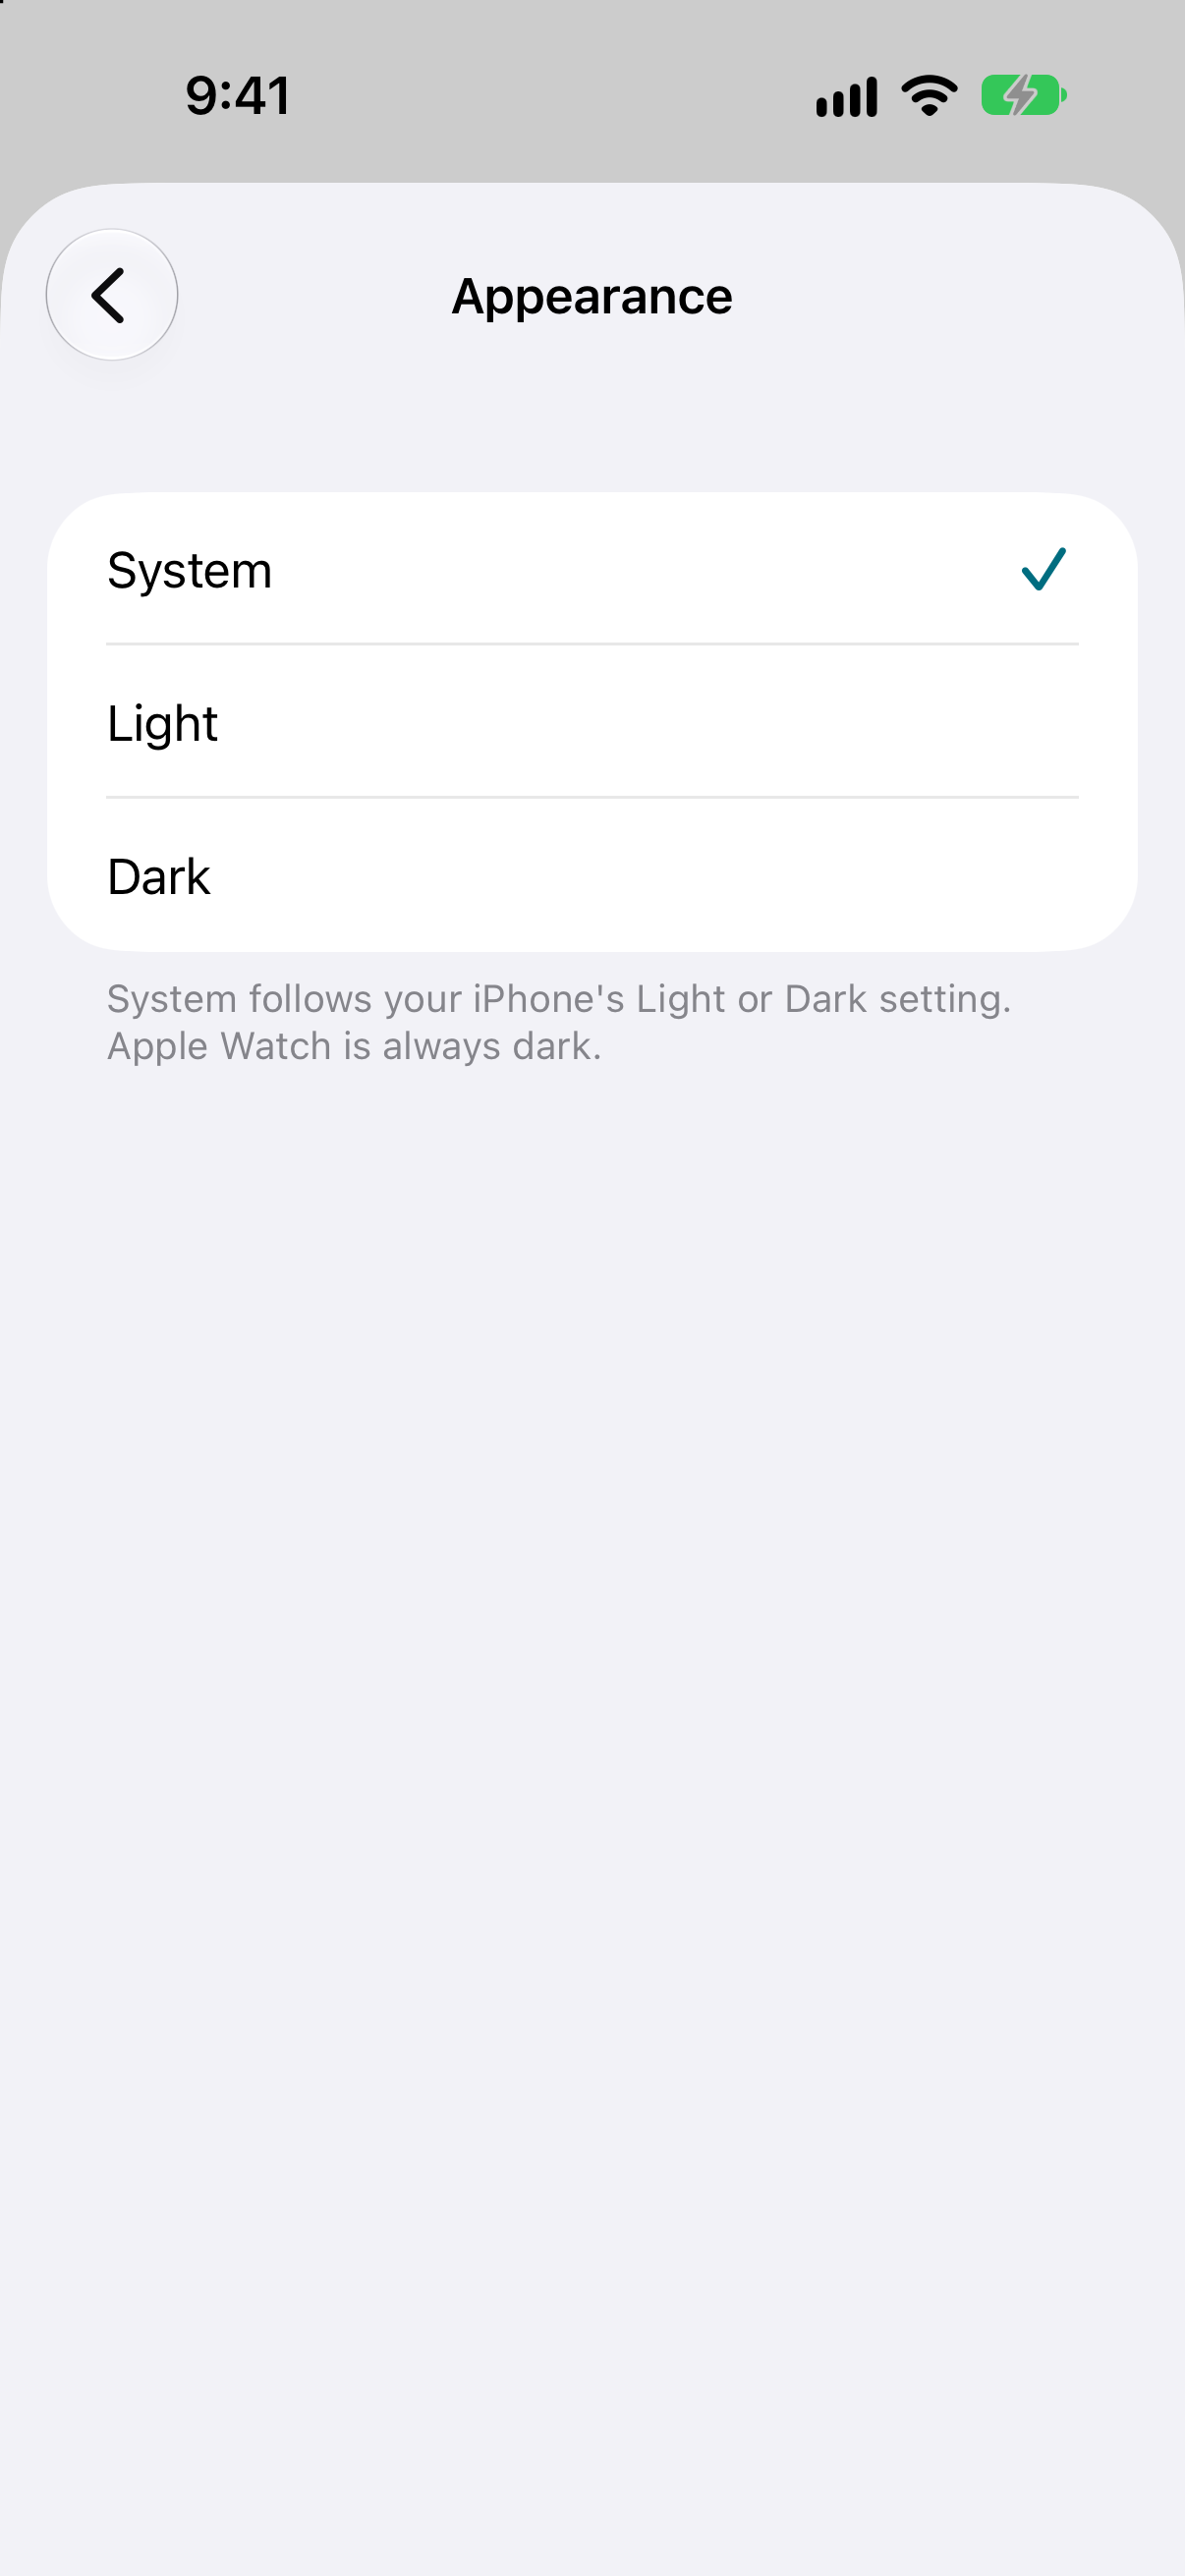 9:41
Appearance
System
Light
Dark
System follows your iPhone's Light or Dark setting.
Apple Watch is always dark.